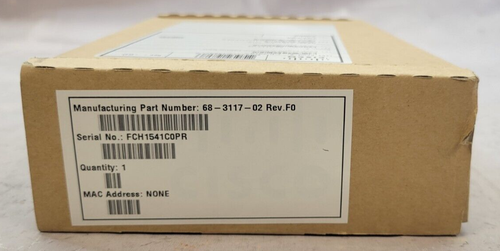 Manufacturing Part Number: 68-3117-02 Rev.F0
Serial No.: FCH1541C0PR
Quantity: 1
MAC Address: NONE